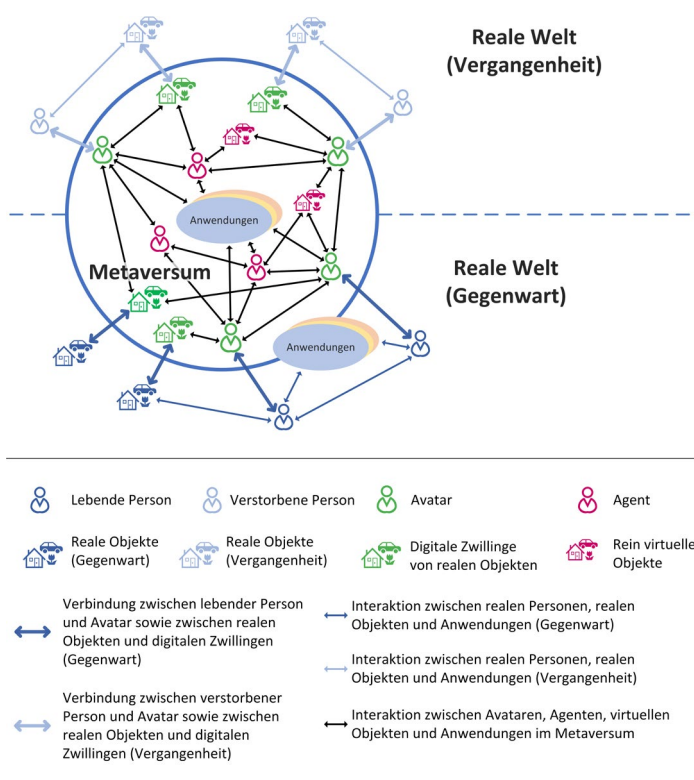 Reale Welt
(Vergangenheit)
Anwendungen
Metaversum
Reale Welt
(Gegenwart)
Anwendungen
Lebende Person
Verstorbene Person
Avatar
Agent
Reale Objekte
(Gegenwart)
Reale Objekte
(Vergangenheit)
Digitale Zwillinge
von realen Objekten
Rein virtuelle
Objekte
Verbindung zwischen lebender Person
und Avatar sowie zwischen realen
Objekten und digitalen Zwillingen
(Gegenwart)
Interaktion zwischen realen Personen, realen
Objekten und Anwendungen (Gegenwart)
Interaktion zwischen realen Personen, realen
Objekten und Anwendungen (Vergangenheit)
Verbindung zwischen verstorbener
Person und Avatar sowie zwischen
realen Objekten und digitalen
Zwillingen (Vergangenheit)
Interaktion zwischen Avataren, Agenten, virtuellen
Objekten und Anwendungen im Metaversum